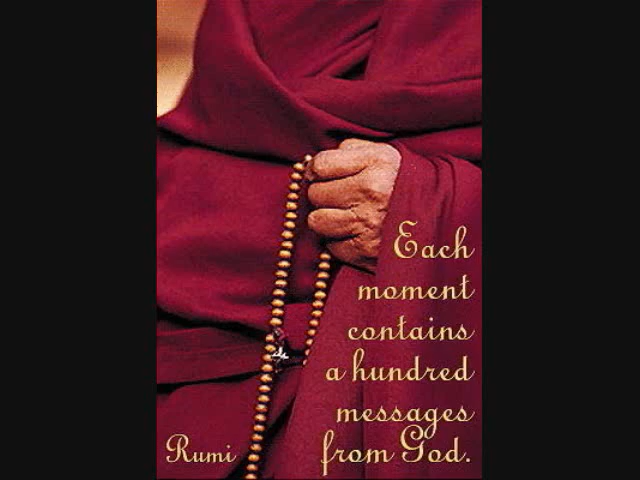 Each
moment
contains
a hundred
messages
from God.
Rumi